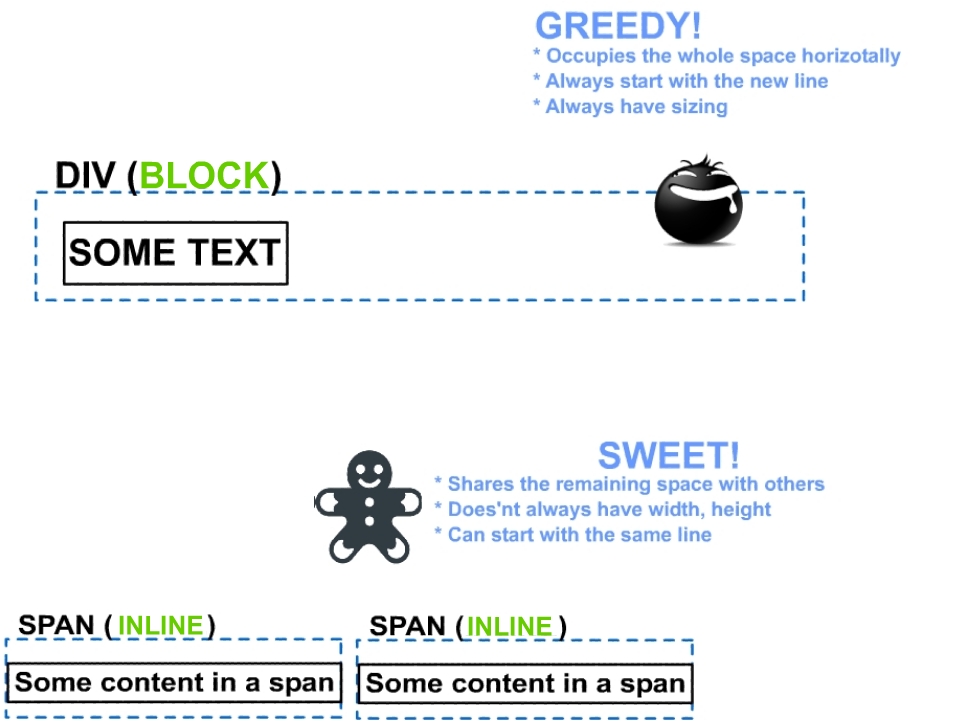 GREEDY!
* Occupies the whole space horizotally
* Always start with the new line
* Always have sizing
DIV (BLOCK)
SOME TEXT
SWEET!
* Shares the remaining space with others
* Does'nt always have width, height
* Can start with the same line
SPAN (INLINE) SPAN (INLINE)
Some content in a span Some content in a span